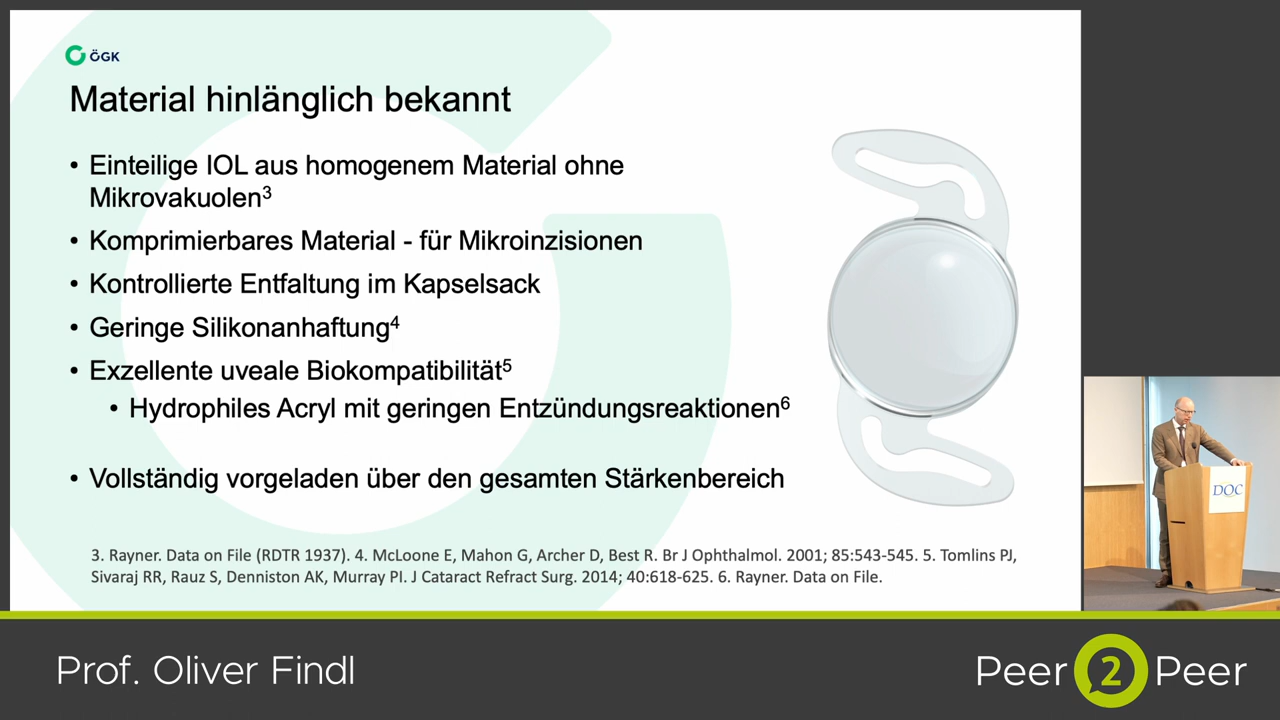 ÖGK
Material hinlänglich bekannt
• Einteilige IOL aus homogenem Material ohne
Mikrovakuolen³
• Komprimierbares Material - für Mikroinzisionen
• Kontrollierte Entfaltung im Kapselsack
• Geringe Silikonanhaftung⁴
• Exzellente uveale Biokompatibilität⁵
• Hydrophiles Acryl mit geringen Entzündungsreaktionen⁶
• Vollständig vorgeladen über den gesamten Stärkenbereich
3. Rayner. Data on File (RDTR 1937). 4. McLoone E, Mahon G, Archer D, Best R. Br J Ophthalmol. 2001; 85:543-545. 5. Tomlins PJ,
Sivaraj RR, Rauz S, Denniston AK, Murray PI. J Cataract Refract Surg. 2014; 40:618-625. 6. Rayner. Data on File.
DOC
Prof. Oliver Findl
Peer 2 Peer